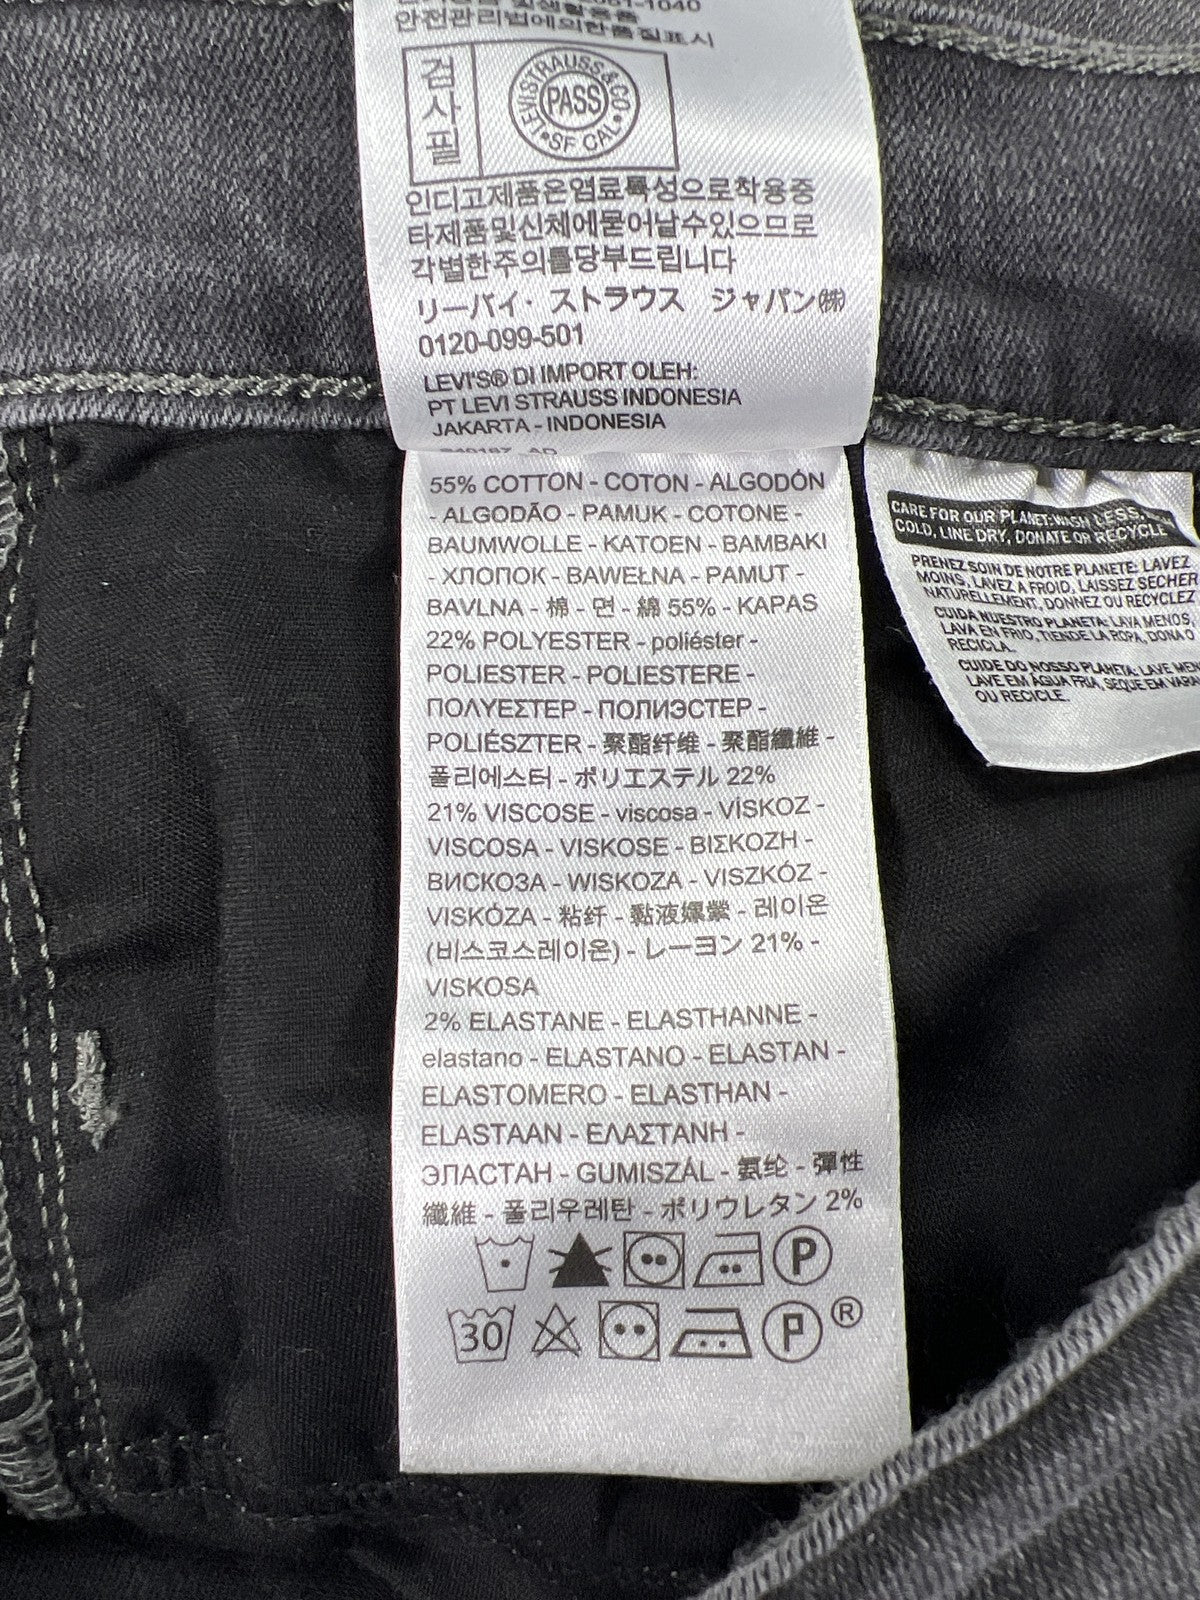 1040
안전관리법에의한품질표시
검사필
LEVI STRAUSS & CO
PASS
SF CAL
인디고제품은염료특성으로착용중
타제품및신체에묻어날수있으므로
각별한주의를당부드립니다
リーバイ・ストラウス ジャパン㈱
0120-099-501
LEVI'S® DI IMPORT OLEH:
PT LEVI STRAUSS INDONESIA
JAKARTA - INDONESIA
55% COTTON - COTON - ALGODÓN
- ALGODÃO - PAMUK - COTONE -
BAUMWOLLE - KATOEN - BAMBAKI
- ХЛОПОК - BAWEŁNA - PAMUT -
BAVLNA - 棉 - 면 - 綿 55% - KAPAS
22% POLYESTER - poliéster -
POLIESTER - POLIESTERE -
ΠΟΛΥΕΣΤΕΡ - ПОЛИЭСТЕР -
POLIÉSZTER - 聚酯纤维 - 聚酯纖維 -
폴리에스터 - ポリエステル 22%
21% VISCOSE - viscosa - VİSKOZ -
VISCOSA - VISKOSE - ΒΙΣΚΟΖΗ -
ВИСКОЗА - WISKOZA - VISZKÓZ -
VISKÓZA - 粘纤 - 黏液嫘縈 - 레이온
(비스코스레이온) - レーヨン 21% -
VISKOSA
2% ELASTANE - ELASTHANNE -
elastano - ELASTANO - ELASTAN -
ELASTOMERO - ELASTHAN -
ELASTAAN - ΕΛΑΣΤΑΝΗ -
ЭЛАСТАН - GUMISZÁL - 氨纶 - 彈性
纖維 - 폴리우레탄 - ポリウレタン 2%
P
30 P ®
CARE FOR OUR PLANET: WASH LESS,
COLD, LINE DRY, DONATE OR RECYCLE
PRENEZ SOIN DE NOTRE PLANETE: LAVEZ
MOINS, LAVEZ A FROID, LAISSEZ SECHER
NATURELLEMENT, DONNEZ OU RECYCLEZ
CUIDA NUESTRO PLANETA: LAVA MENOS,
LAVA EN FRIO, TIENDE LA ROPA, DONA O
RECICLA.
CUIDE DO NOSSO PLANETA: LAVE
LAVE EM ÁGUA FRIA, SEQUE EM
OU RECICLE.